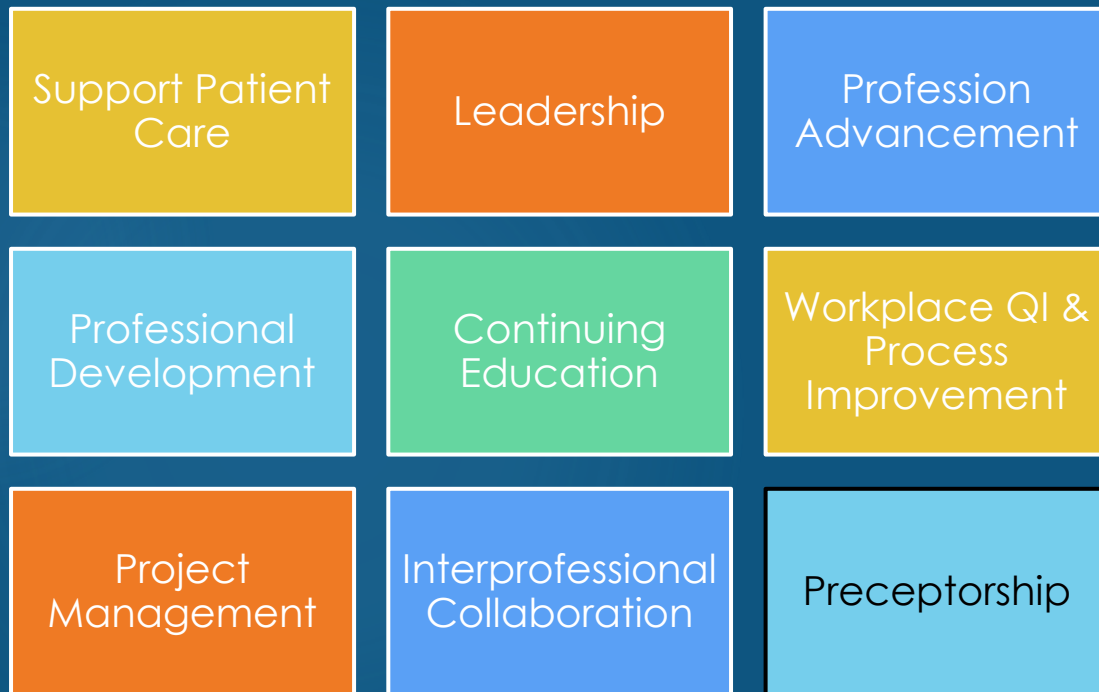 Support Patient
Care
Leadership
Profession
Advancement
Professional
Development
Continuing
Education
Workplace QI &
Process
Improvement
Project
Management
Interprofessional
Collaboration
Preceptorship